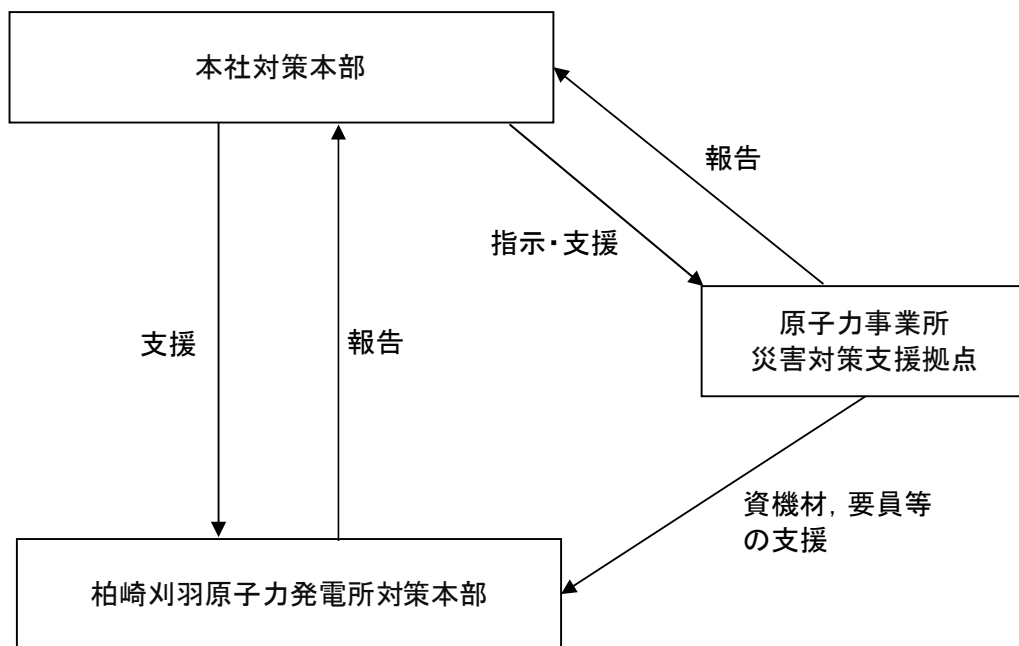 本社対策本部
報告
指示・支援
原子力事業所
災害対策支援拠点
支援
報告
資機材，要員等
の支援
柏崎刈羽原子力発電所対策本部